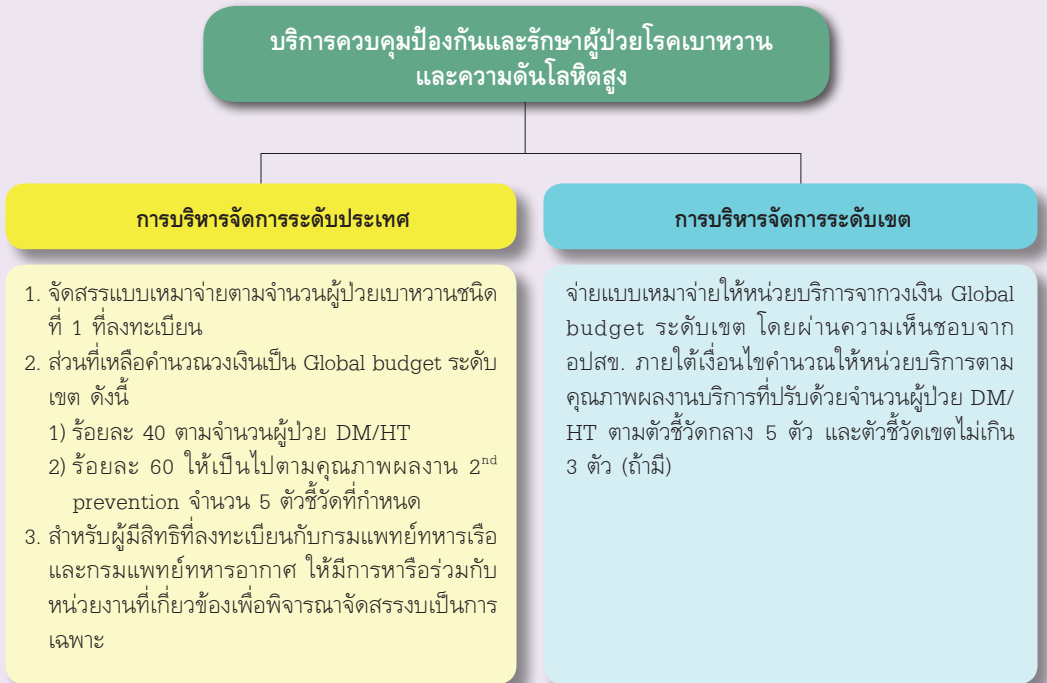 บริการควบคุมป้องกันและรักษาผู้ป่วยโรคเบาหวาน
และความดันโลหิตสูง
การบริหารจัดการระดับประเทศ
1. จัดสรรแบบเหมาจ่ายตามจำนวนผู้ป่วยเบาหวานชนิด
ที่ 1 ที่ลงทะเบียน
2. ส่วนที่เหลือคำนวณวงเงินเป็น Global budget ระดับ
เขต ดังนี้
1) ร้อยละ 40 ตามจำนวนผู้ป่วย DM/HT
2) ร้อยละ 60 ให้เป็นไปตามคุณภาพผลงาน 2nd
prevention จำนวน 5 ตัวชี้วัดที่กำหนด
3. สำหรับผู้มีสิทธิที่ลงทะเบียนกับกรมแพทย์ทหารเรือ
และกรมแพทย์ทหารอากาศ ให้มีการหารือร่วมกับ
หน่วยงานที่เกี่ยวข้องเพื่อพิจารณาจัดสรรงบเป็นการ
เฉพาะ
การบริหารจัดการระดับเขต
จ่ายแบบเหมาจ่ายให้หน่วยบริการจากวงเงิน Global
budget ระดับเขต โดยผ่านความเห็นชอบจาก
อปสข. ภายใต้เงื่อนไขคำนวณให้หน่วยบริการตาม
คุณภาพผลงานบริการที่ปรับด้วยจำนวนผู้ป่วย DM/
HT ตามตัวชี้วัดกลาง 5 ตัว และตัวชี้วัดเขตไม่เกิน
3 ตัว (ถ้ามี)